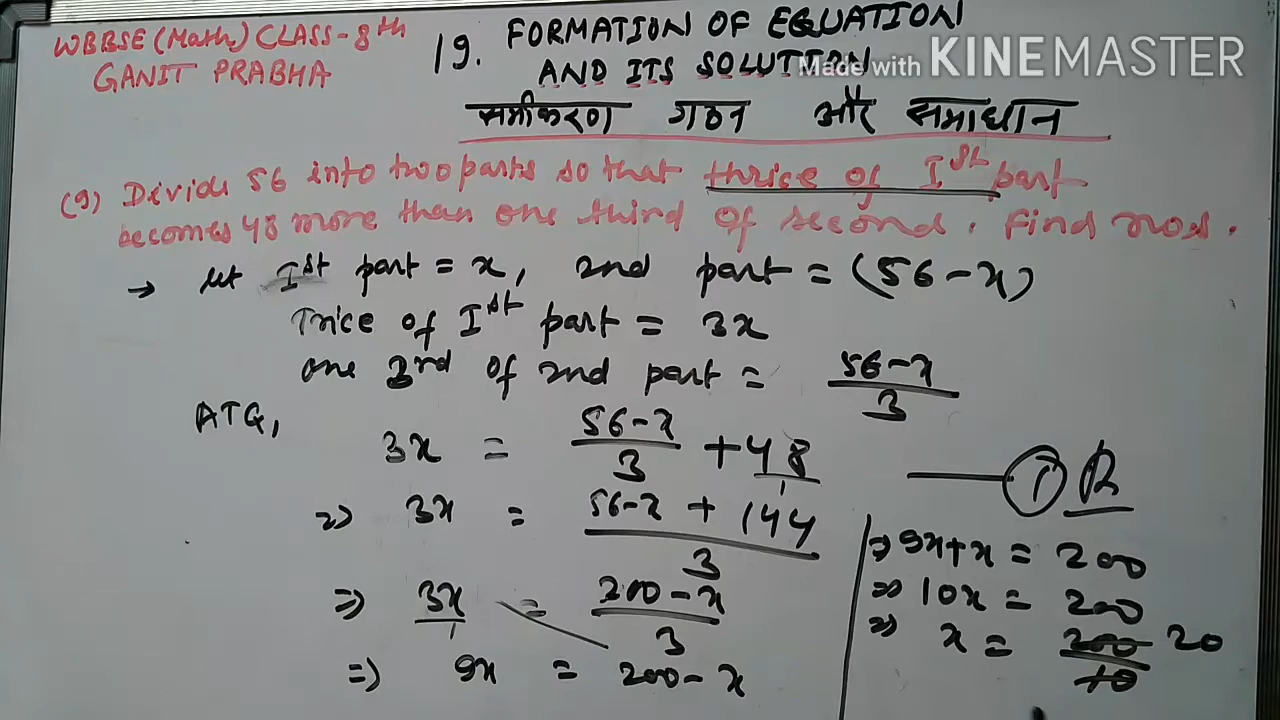 WBBSE (Math) CLASS-8th
GANIT PRABHA
19. FORMATION OF EQUATION
AND ITS SOLUTION
Made with KINEMASTER
समीकरण गठन और समाधान
(9) Divide 56 into two parts so that thrice of Ist part
becomes 48 more than one third of second. Find nos.
→ let Ist part = x, 2nd part = (56-x)
Trice of Ist part = 3x
one 3rd of 2nd part = 56-x/3
ATQ,
3x = 56-x/3 + 48/1 —— ① R
=> 3x = 56-x + 144/3
=> 3x/1 = 200-x/3
=> 9x = 200-x
=> 9x+x = 200
=> 10x = 200
=> x = 200/10 20